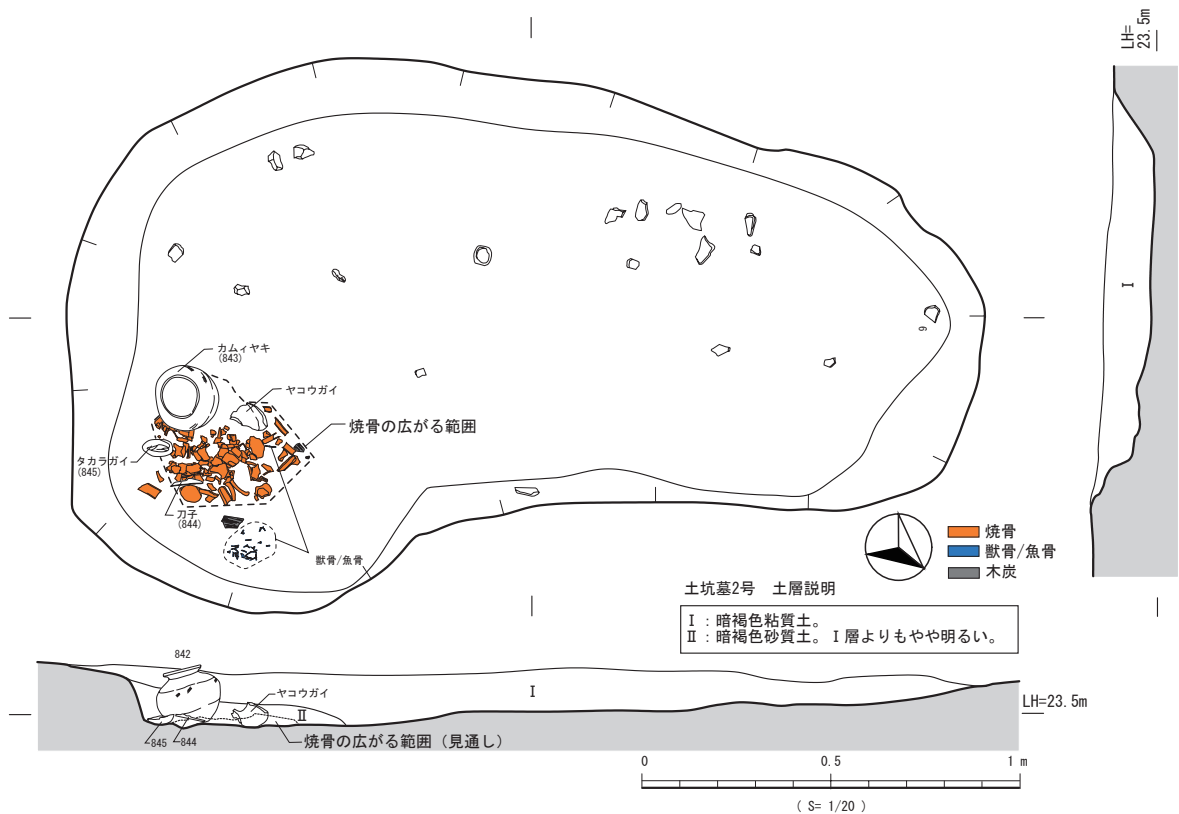 LH=
23.5m
I
カムィヤキ
(843)
ヤコウガイ
焼骨の広がる範囲
タカラガイ
(845)
刀子
(844)
獣骨/魚骨
9
焼骨
獣骨/魚骨
木炭
土坑墓2号 土層説明
I : 暗褐色粘質土。
II : 暗褐色砂質土。 I 層よりもやや明るい。
842
ヤコウガイ
I
II
LH=23.5m
845
844
焼骨の広がる範囲(見通し)
0
0.5
1 m
( S= 1/20 )